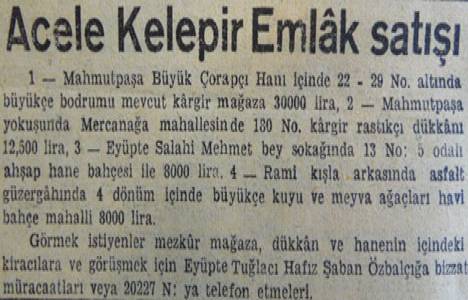 Acele Kelepir Emlâk satışı
1 — Mahmutpaşa Büyük Çorapçı Hanı içinde 22 - 29 No. altında
büyükçe bodrumu mevcut kârgir mağaza 30000 lira, 2 — Mahmutpaşa
yokuşunda Mercanağa mahallesinde 180 No. kârgir rastıkçı dükkânı
12,500 lira, 3 — Eyüpte Salahi Mehmet bey sokağında 13 No: 5 odalı
ahşap hane bahçesi ile 8000 lira. 4 — Rami kışla arkasında asfalt
güzergâhında 4 dönüm içinde büyükçe kuyu ve meyva ağaçları havi
bahçe mahalli 8000 lira.
Görmek istiyenler mezkûr mağaza, dükkân ve hanenin içindeki
kiracılara ve görüşmek için Eyüpte Tuğlacı Hafız Şaban Özbalçığa bizzat
müracaatları veya 20227 N: ya telefon etmeleri.